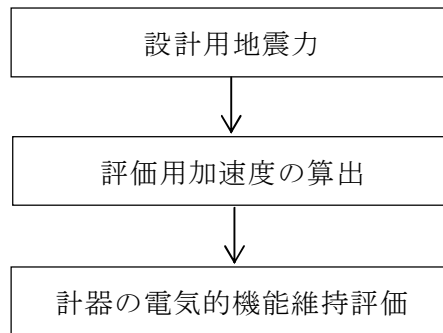 設計用地震力
評価用加速度の算出
計器の電気的機能維持評価